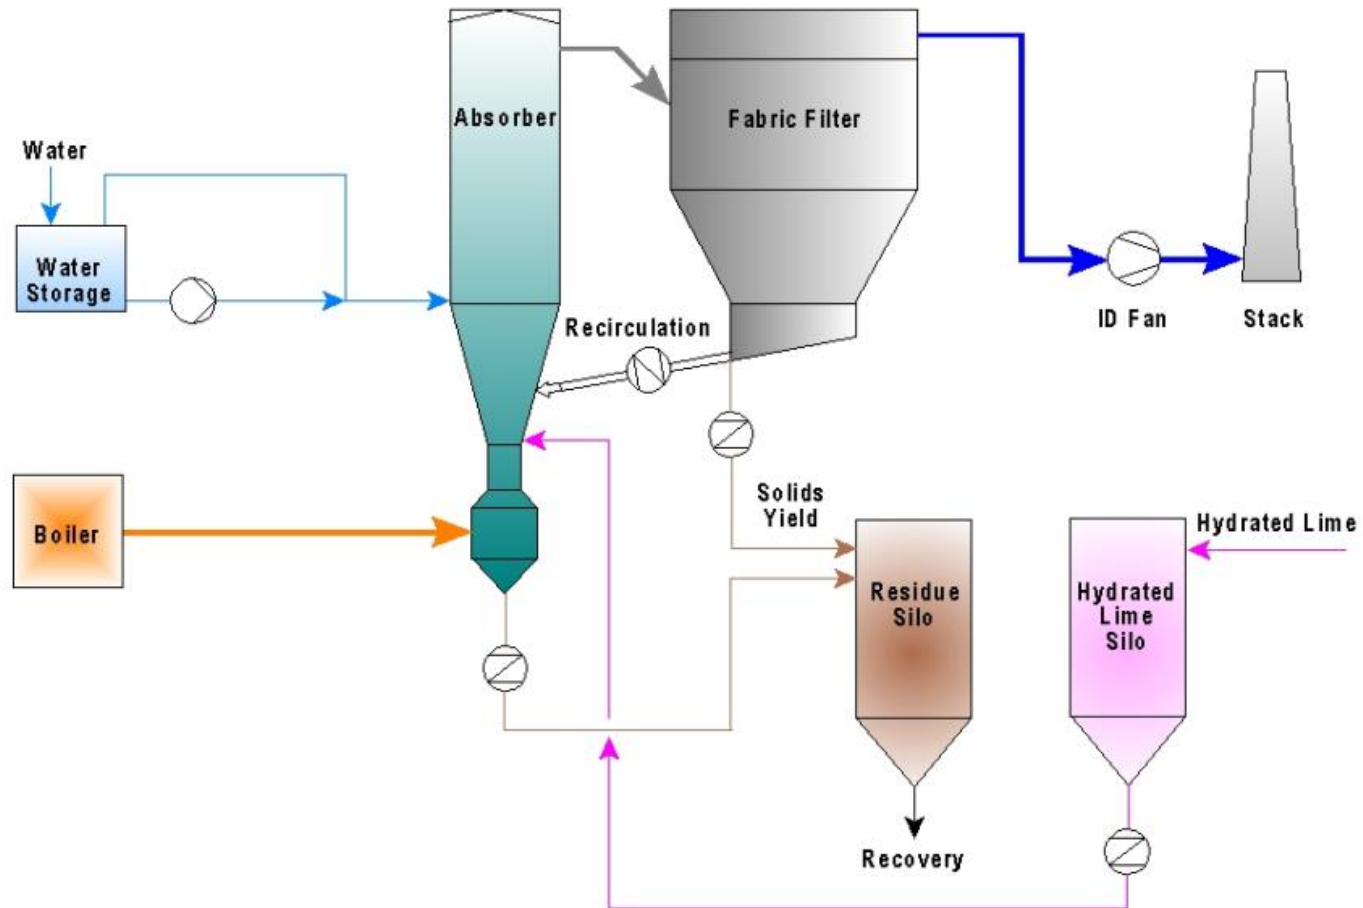 Absorber
Fabric Filter
Water
Water
Storage
Recirculation
ID Fan
Stack
Boiler
Solids
Yield
Residue
Silo
Hydrated Lime
Hydrated
Lime
Silo
Recovery